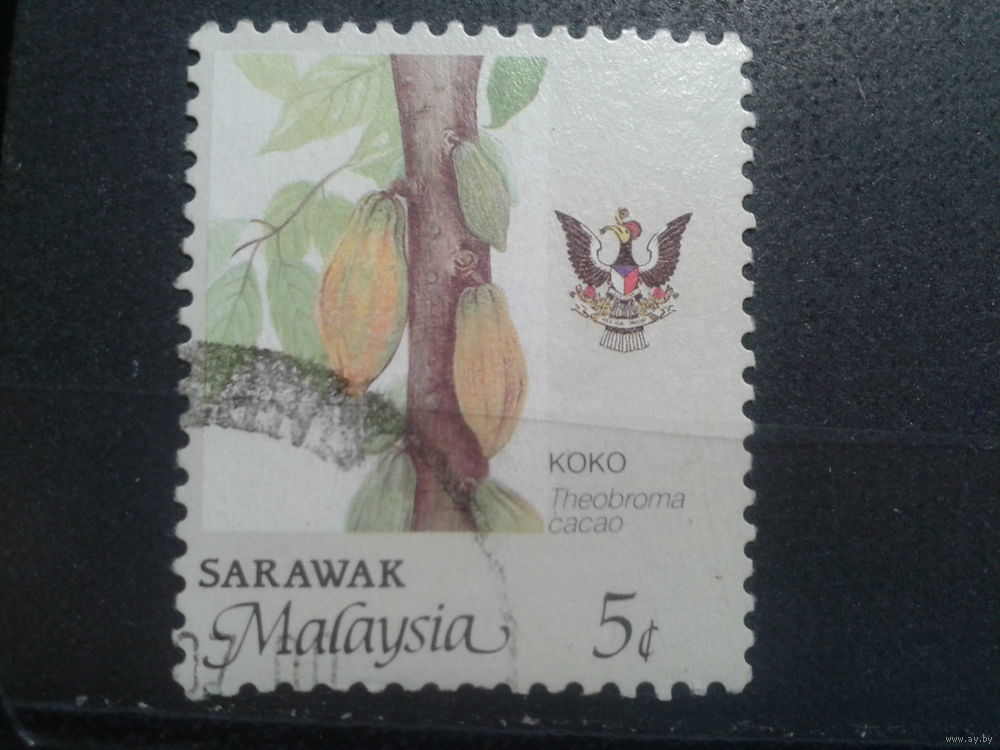 KOKO
Theobroma
cacao
SARAWAK
Malaysia
5¢
www.ay.by